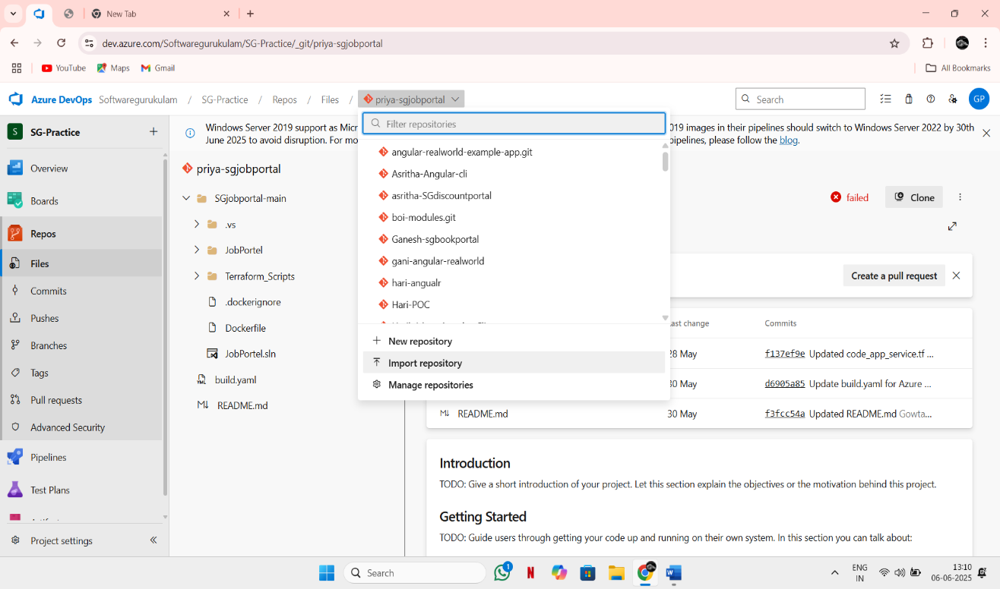 New Tab
dev.azure.com/Softwaregurukulam/SG-Practice/_git/priya-sgjobportal
YouTube
Maps
Gmail
All Bookmarks
Azure DevOps
Softwaregurukulam
/
SG-Practice
/
Repos
/
Files
/
priya-sgjobportal
Search
GP
S
SG-Practice
Overview
Boards
Repos
Files
Commits
Pushes
Branches
Tags
Pull requests
Advanced Security
Pipelines
Test Plans
Project settings
Windows Server 2019 support as Mic
019 images in their pipelines should switch to Windows Server 2022 by 30th
June 2025 to avoid disruption. For mo
pipelines, please follow the blog.
priya-sgjobportal
SGjobportal-main
.vs
JobPortel
Terraform_Scripts
.dockerignore
Dockerfile
JobPortel.sln
YML build.yaml
README.md
Filter repositories
angular-realworld-example-app.git
Asritha-Angular-cli
asritha-SGdiscountportal
boi-modules.git
Ganesh-sgbookportal
gani-angular-realworld
hari-angualr
Hari-POC
New repository
Import repository
Manage repositories
failed
Clone
Create a pull request
ast change
Commits
28 May
f137ef9e Updated code_app_service.tf ...
30 May
d6905a85 Update build.yaml for Azure ...
README.md
30 May
f3fcc54a Updated README.md Gowta...
Introduction
TODO: Give a short introduction of your project. Let this section explain the objectives or the motivation behind this project.
Getting Started
TODO: Guide users through getting your code up and running on their own system. In this section you can talk about:
Search
1
N
W
ENG
IN
13:10
06-06-2025